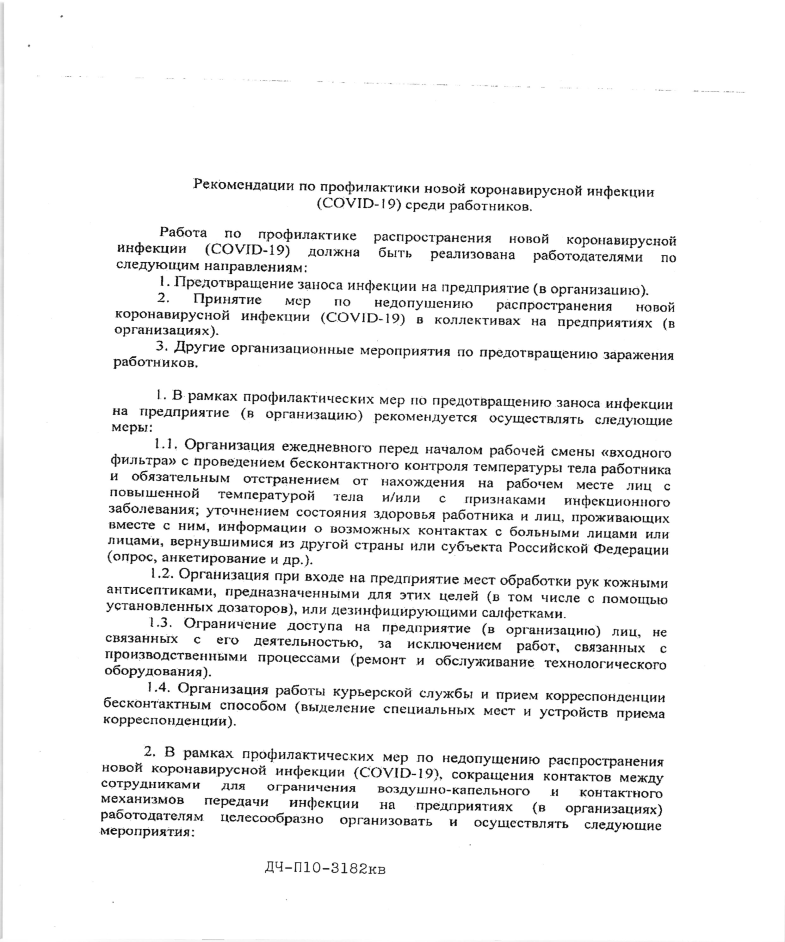 Рекомендации по профилактики новой коронавирусной инфекции
(COVID-19) среди работников.
Работа по профилактике распространения новой коронавирусной
инфекции (COVID-19) должна быть реализована работодателями по
следующим направлениям:
1. Предотвращение заноса инфекции на предприятие (в организацию).
2. Принятие мер по недопущению распространения новой
коронавирусной инфекции (COVID-19) в коллективах на предприятиях (в
организациях).
3. Другие организационные мероприятия по предотвращению заражения
работников.
1. В рамках профилактических мер по предотвращению заноса инфекции
на предприятие (в организацию) рекомендуется осуществлять следующие
меры:
1.1. Организация ежедневного перед началом рабочей смены «входного
фильтра» с проведением бесконтактного контроля температуры тела работника
и обязательным отстранением от нахождения на рабочем месте лиц с
повышенной температурой тела и/или с признаками инфекционного
заболевания; уточнением состояния здоровья работника и лиц, проживающих
вместе с ним, информации о возможных контактах с больными лицами или
лицами, вернувшимися из другой страны или субъекта Российской Федерации
(опрос, анкетирование и др.).
1.2. Организация при входе на предприятие мест обработки рук кожными
антисептиками, предназначенными для этих целей (в том числе с помощью
установленных дозаторов), или дезинфицирующими салфетками.
1.3. Ограничение доступа на предприятие (в организацию) лиц, не
связанных с его деятельностью, за исключением работ, связанных с
производственными процессами (ремонт и обслуживание технологического
оборудования).
1.4. Организация работы курьерской службы и прием корреспонденции
бесконтактным способом (выделение специальных мест и устройств приема
корреспонденции).
2. В рамках профилактических мер по недопущению распространения
новой коронавирусной инфекции (COVID-19), сокращения контактов между
сотрудниками для ограничения воздушно-капельного и контактного
механизмов передачи инфекции на предприятиях (в организациях)
работодателям целесообразно организовать и осуществлять следующие
мероприятия:
ДЧ-П10-3182кв